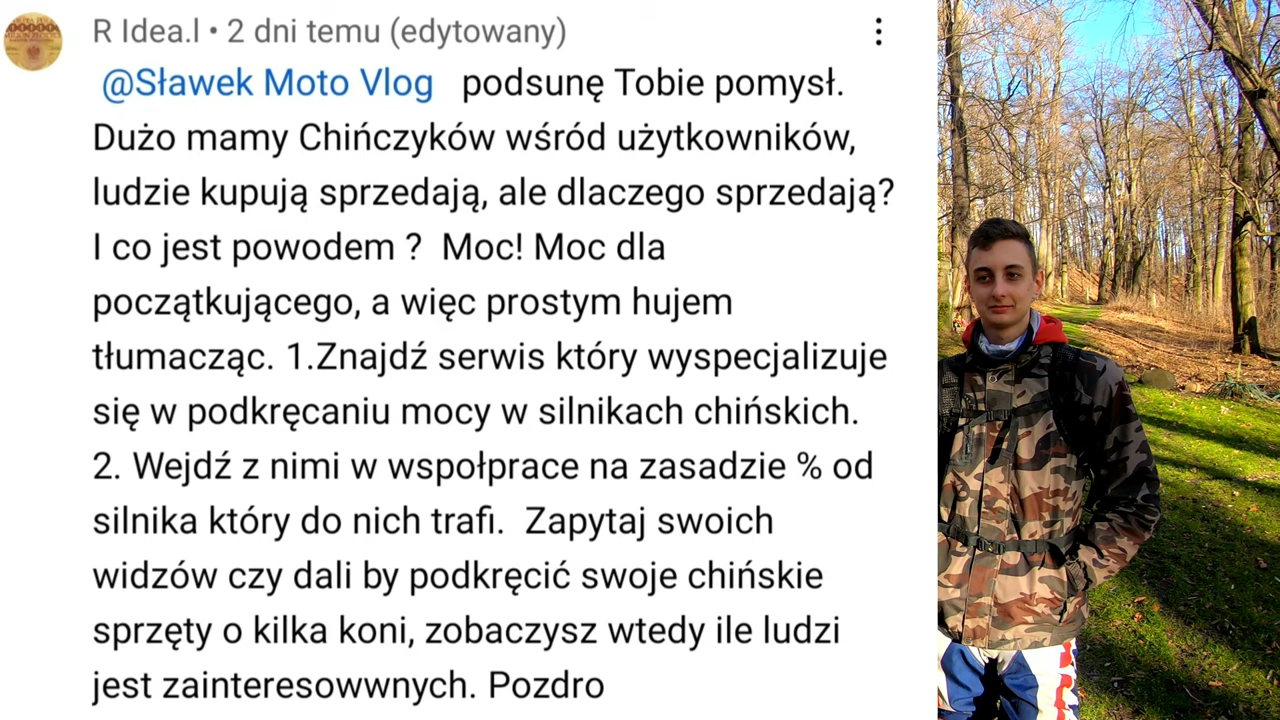 R Idea.l • 2 dni temu (edytowany)
@Sławek Moto Vlog podsunę Tobie pomysł.
Dużo mamy Chińczyków wśród użytkowników,
ludzie kupują sprzedają, ale dlaczego sprzedają?
I co jest powodem ? Moc! Moc dla
początkującego, a więc prostym hujem
tłumacząc. 1.Znajdź serwis który wyspecjalizuje
się w podkręcaniu mocy w silnikach chińskich.
2. Wejdź z nimi w wspołprace na zasadzie % od
silnika który do nich trafi. Zapytaj swoich
widzów czy dali by podkręcić swoje chińskie
sprzęty o kilka koni, zobaczysz wtedy ile ludzi
jest zainteresowwnych. Pozdro